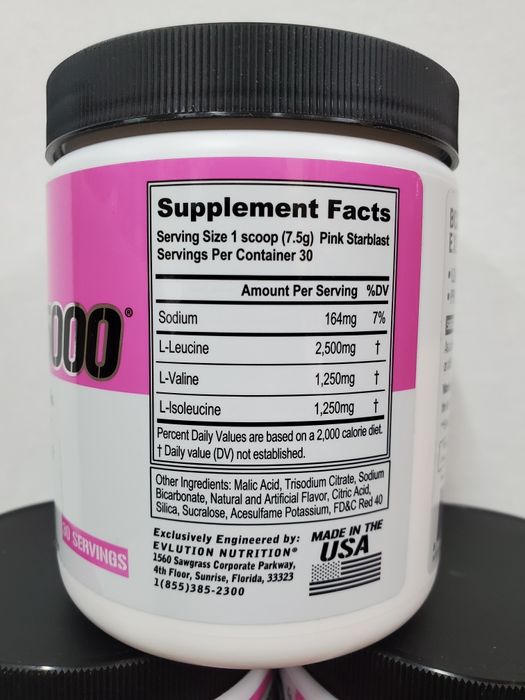 000®
30 SERVINGS
Supplement Facts
Serving Size 1 scoop (7.5g) Pink Starblast
Servings Per Container 30
Amount Per Serving %DV
Sodium 164mg 7%
L-Leucine 2,500mg †
L-Valine 1,250mg †
L-Isoleucine 1,250mg †
Percent Daily Values are based on a 2,000 calorie diet.
† Daily value (DV) not established.
Other Ingredients: Malic Acid, Trisodium Citrate, Sodium
Bicarbonate, Natural and Artificial Flavor, Citric Acid,
Silica, Sucralose, Acesulfame Potassium, FD&C Red 40
Exclusively Engineered by:
EVLUTION NUTRITION®
1560 Sawgrass Corporate Parkway,
4th Floor, Sunrise, Florida, 33323
1(855)385-2300
MADE IN THE
USA